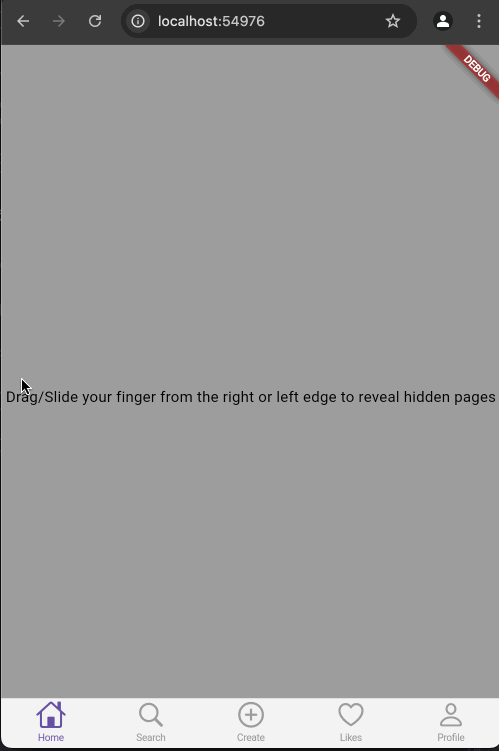 localhost:54976
DEBUG
Drag/Slide your finger from the right or left edge to reveal hidden pages
Home
Search
Create
Likes
Profile